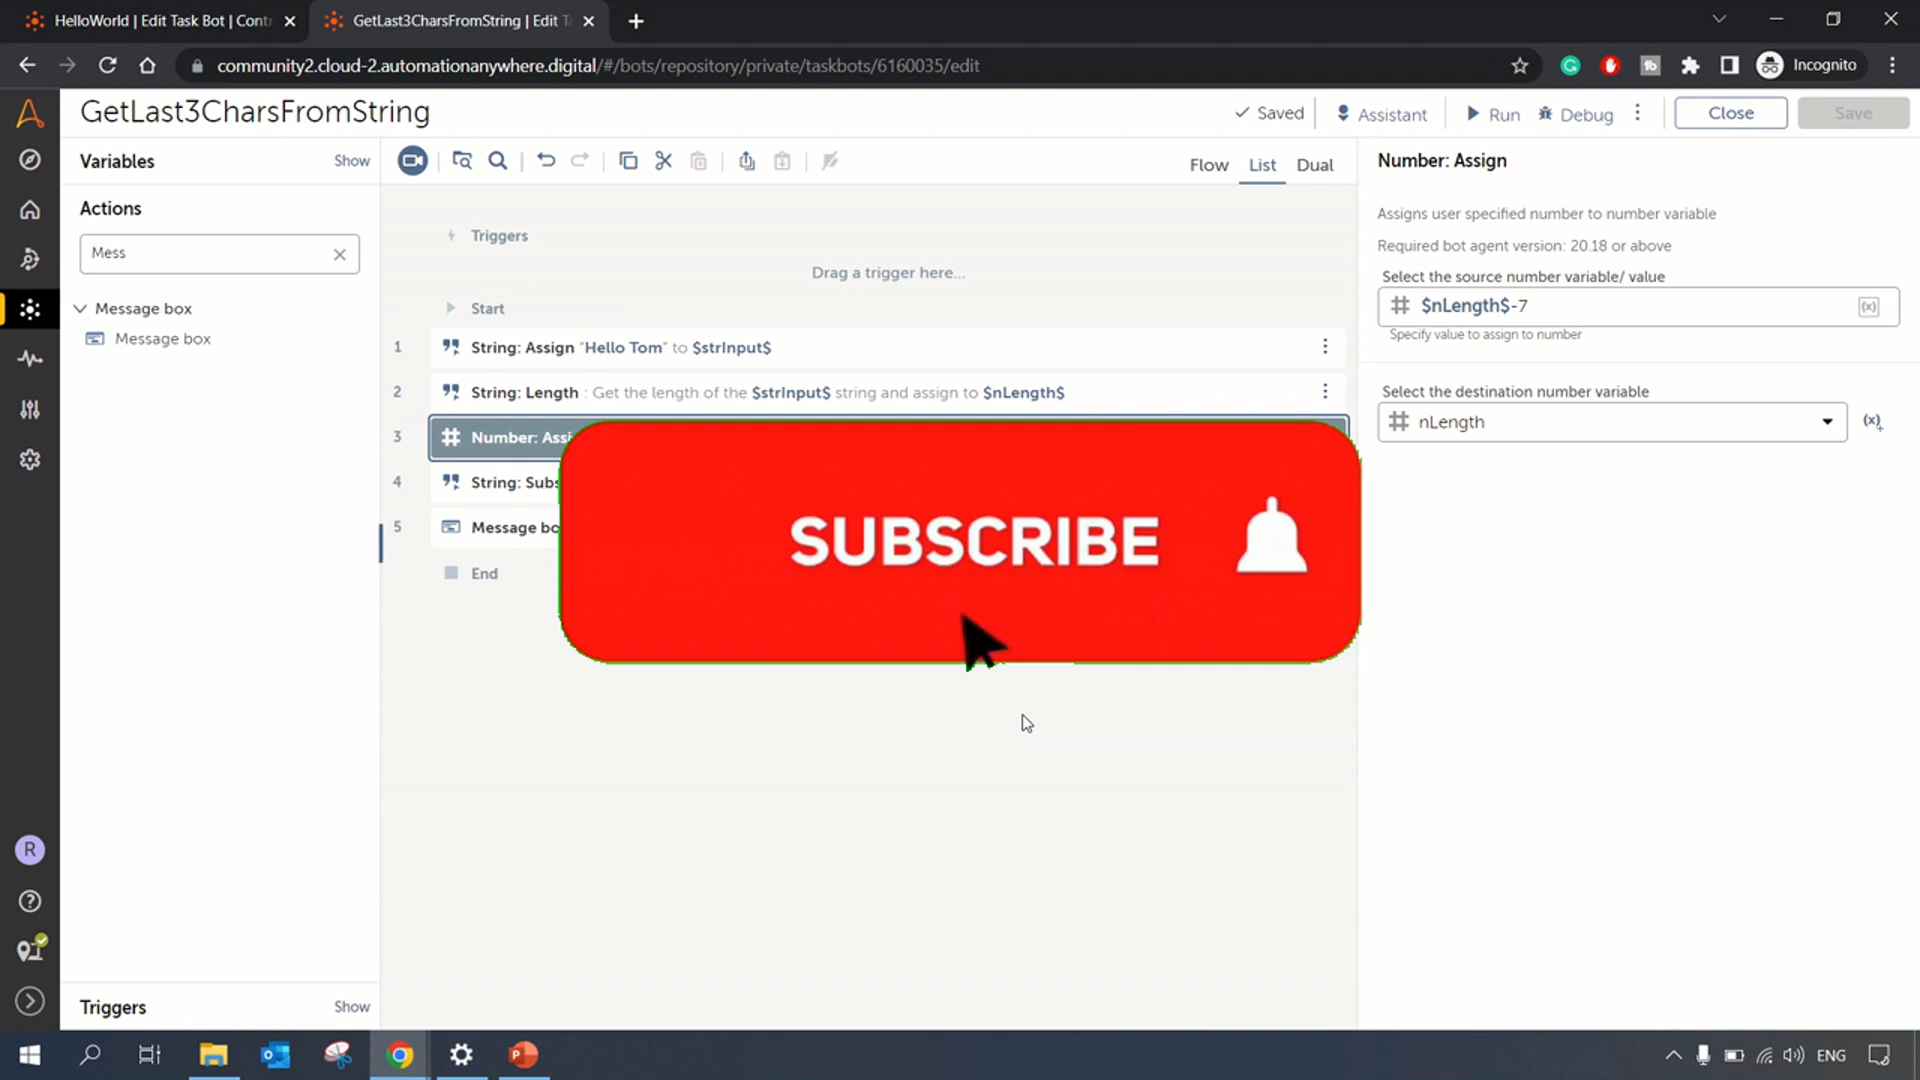 HelloWorld | Edit Task Bot | Contr
GetLast3CharsFromString | Edit T
community2.cloud-2.automationanywhere.digital/#/bots/repository/private/taskbots/6160035/edit
Incognito
GetLast3CharsFromString
Saved
Assistant
Run
Debug
Close
Save
Variables
Show
Flow
List
Dual
Number: Assign
Actions
Assigns user specified number to number variable
Triggers
Required bot agent version: 20.18 or above
Mess
Drag a trigger here...
Select the source number variable/ value
Message box
Start
# $nLength$-7
(x)
Message box
Specify value to assign to number
1 String: Assign "Hello Tom" to $strInput$
2 String: Length : Get the length of the $strInput$ string and assign to $nLength$
Select the destination number variable
# nLength
(x)+
3 # Number: Assi
4 String: Subs
5 Message bo
SUBSCRIBE
End
R
Triggers
Show
ENG